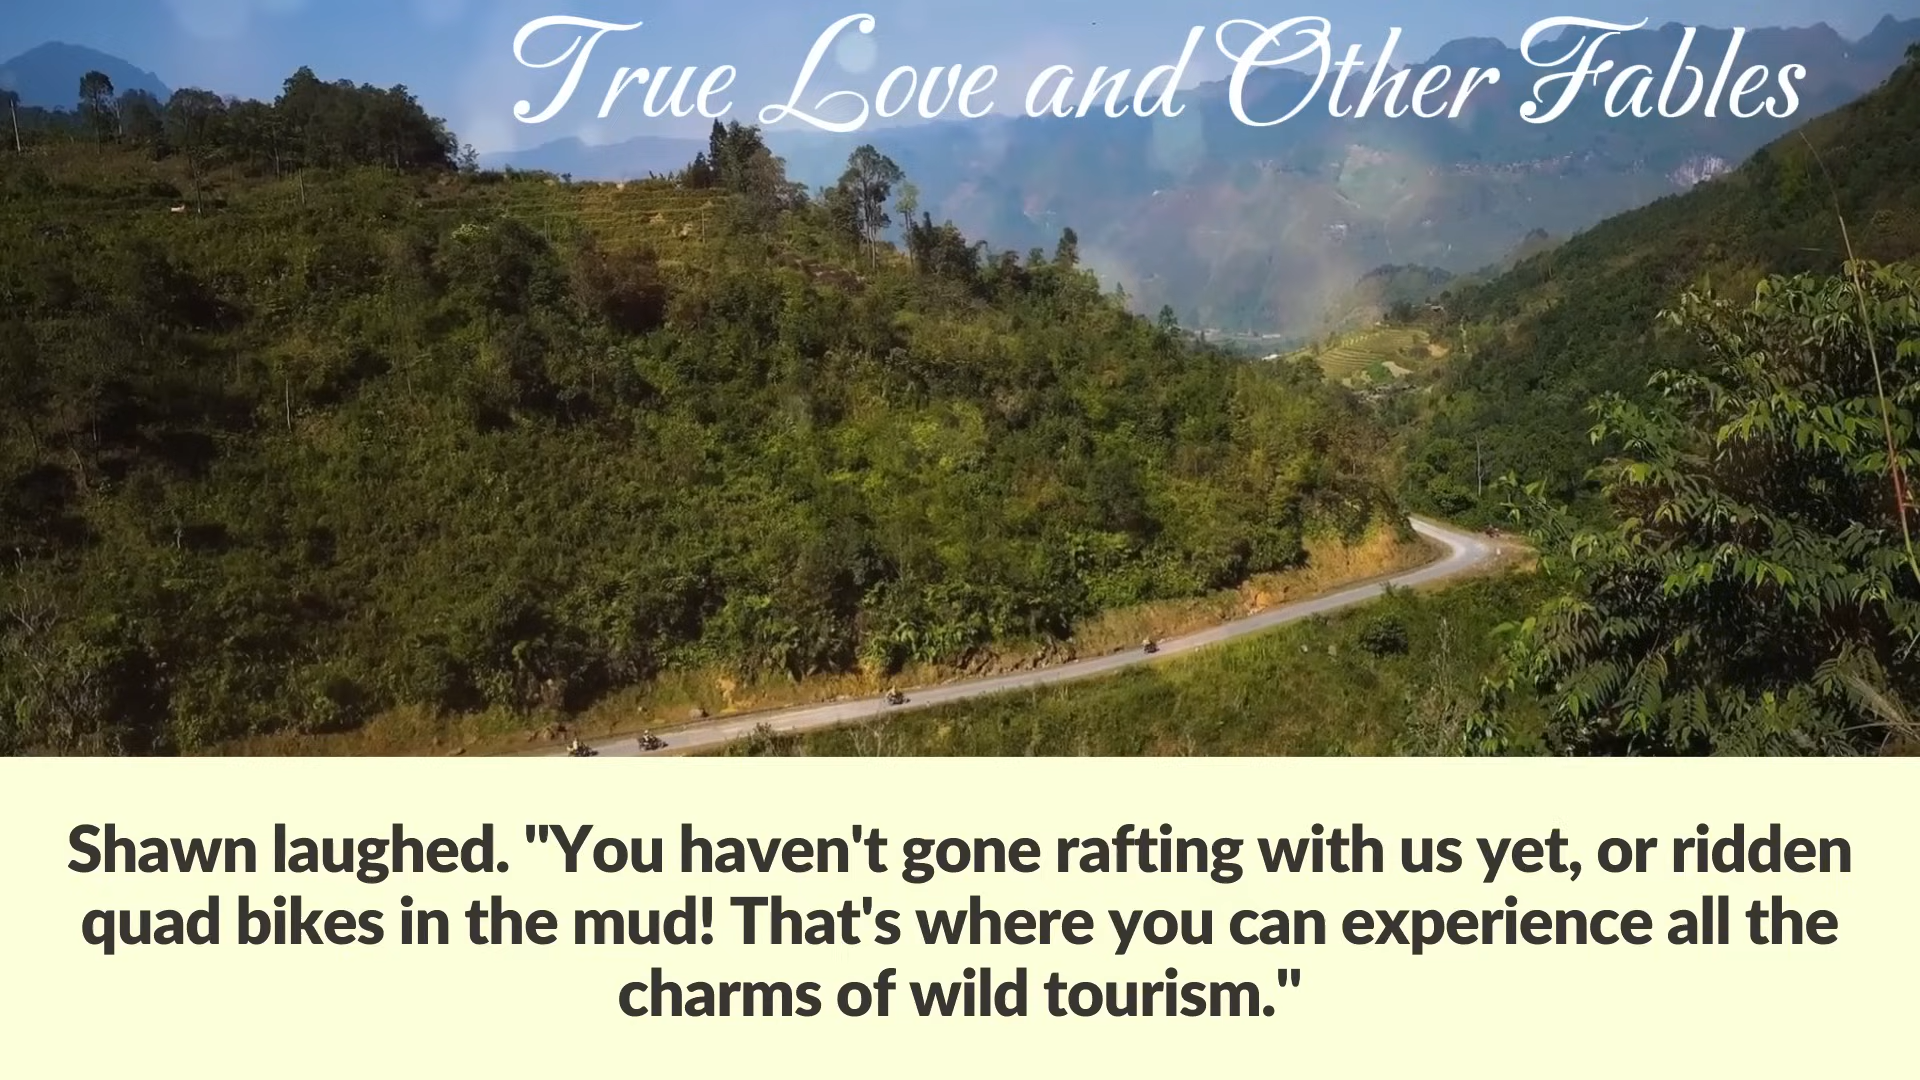 True Love and Other Fables
Shawn laughed. "You haven't gone rafting with us yet, or ridden
quad bikes in the mud! That's where you can experience all the
charms of wild tourism."